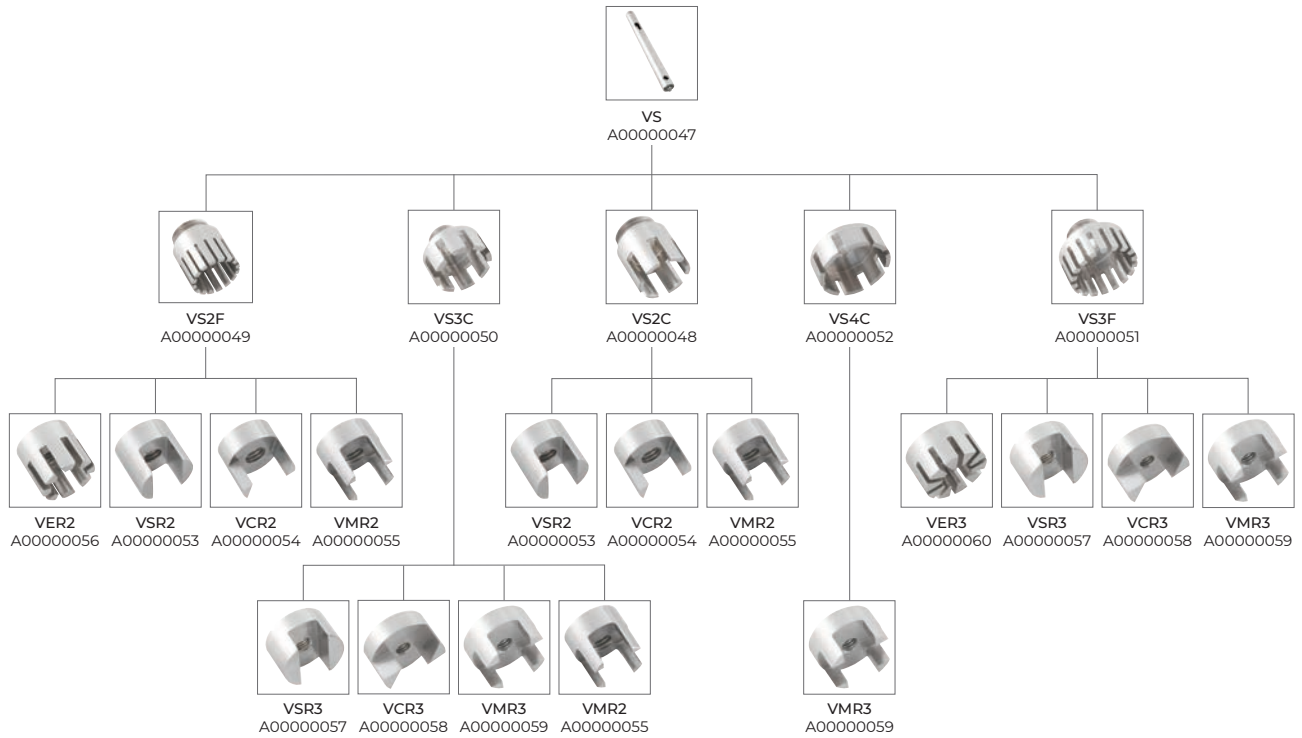 VS
A00000047
VS2F
A00000049
VS3C
A00000050
VS2C
A00000048
VS4C
A00000052
VS3F
A00000051
VER2
A00000056
VSR2
A00000053
VCR2
A00000054
VMR2
A00000055
VSR2
A00000053
VCR2
A00000054
VMR2
A00000055
VER3
A00000060
VSR3
A00000057
VCR3
A00000058
VMR3
A00000059
VSR3
A00000057
VCR3
A00000058
VMR3
A00000059
VMR2
A00000055
VMR3
A00000059